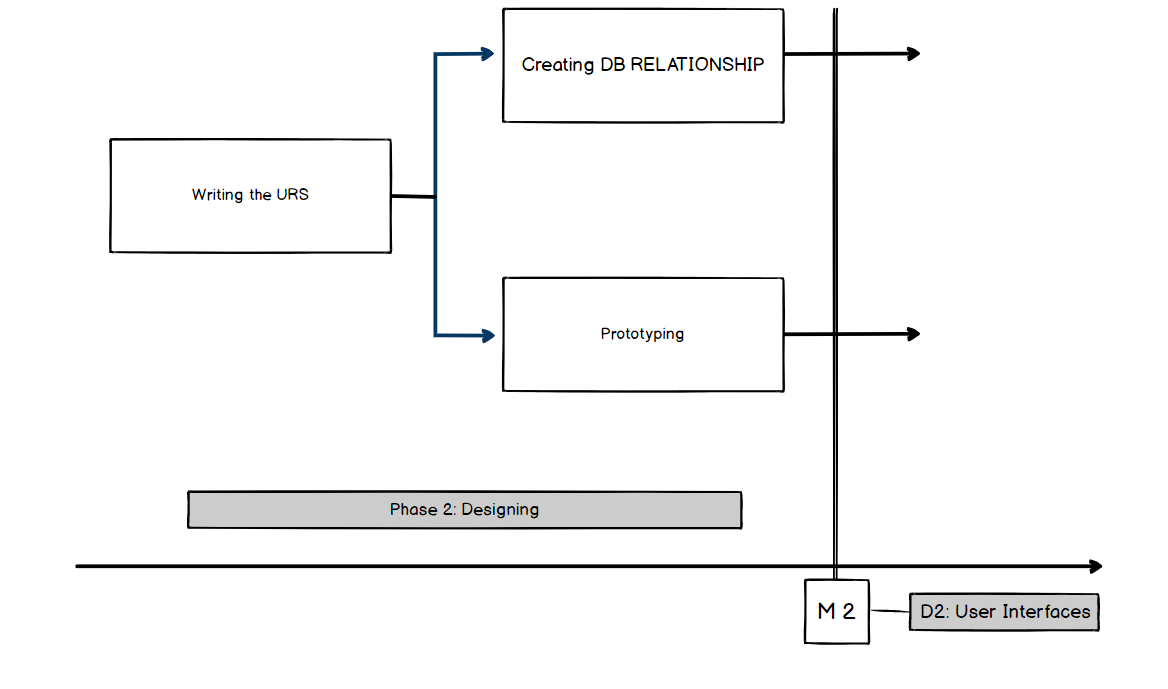 Creating DB RELATIONSHIP
Writing the URS
Prototyping
Phase 2: Designing
M 2
D2: User Interfaces